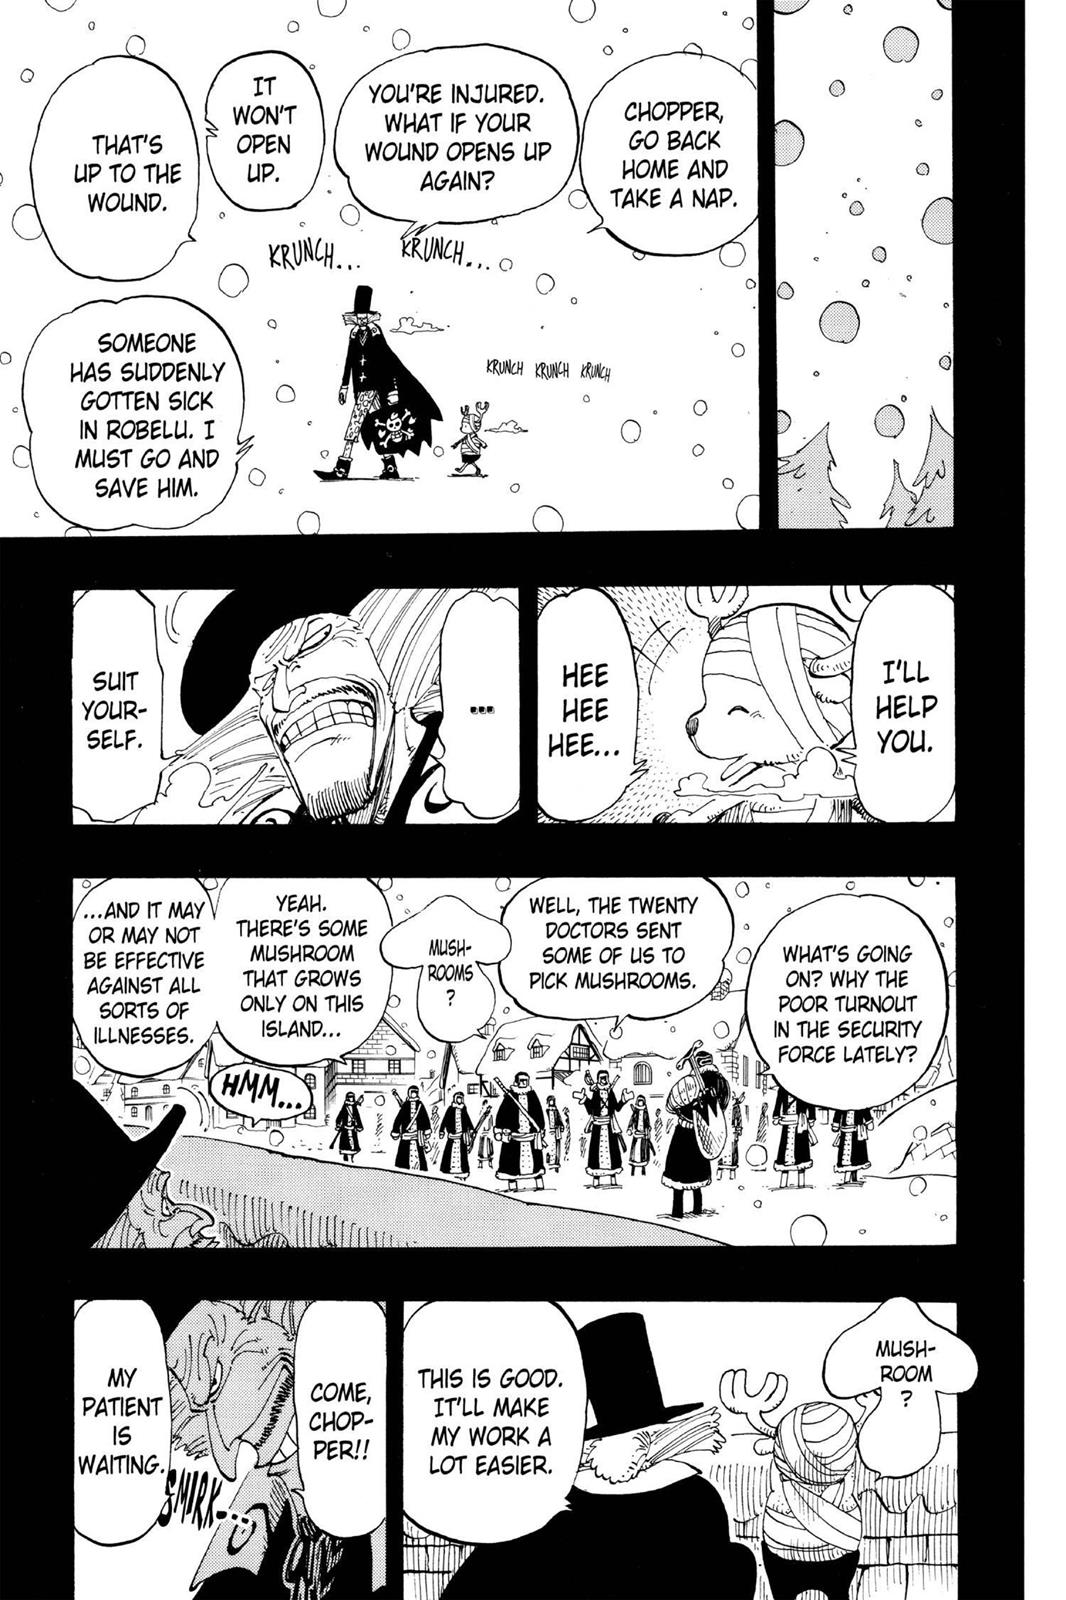 CHOPPER,
GO BACK
HOME AND
TAKE A NAP.
YOU'RE INJURED.
WHAT IF YOUR
WOUND OPENS UP
AGAIN?
IT
WON'T
OPEN
UP.
THAT'S
UP TO THE
WOUND.
KRUNCH...
KRUNCH...
KRUNCH KRUNCH KRUNCH
SOMEONE
HAS SUDDENLY
GOTTEN SICK
IN ROBELU. I
MUST GO AND
SAVE HIM.
I'LL
HELP
YOU.
HEE
HEE
HEE...
...
SUIT
YOUR-
SELF.
WHAT'S GOING
ON? WHY THE
POOR TURNOUT
IN THE SECURITY
FORCE LATELY?
WELL, THE TWENTY
DOCTORS SENT
SOME OF US TO
PICK MUSHROOMS.
MUSH-
ROOMS
?
YEAH.
THERE'S SOME
MUSHROOM
THAT GROWS
ONLY ON THIS
ISLAND...
...AND IT MAY
OR MAY NOT
BE EFFECTIVE
AGAINST ALL
SORTS OF
ILLNESSES.
HMM...
MUSH-
ROOM
?
THIS IS GOOD.
IT'LL MAKE
MY WORK A
LOT EASIER.
COME,
CHOP-
PER!!
MY
PATIENT
IS
WAITING.
SMIRK...